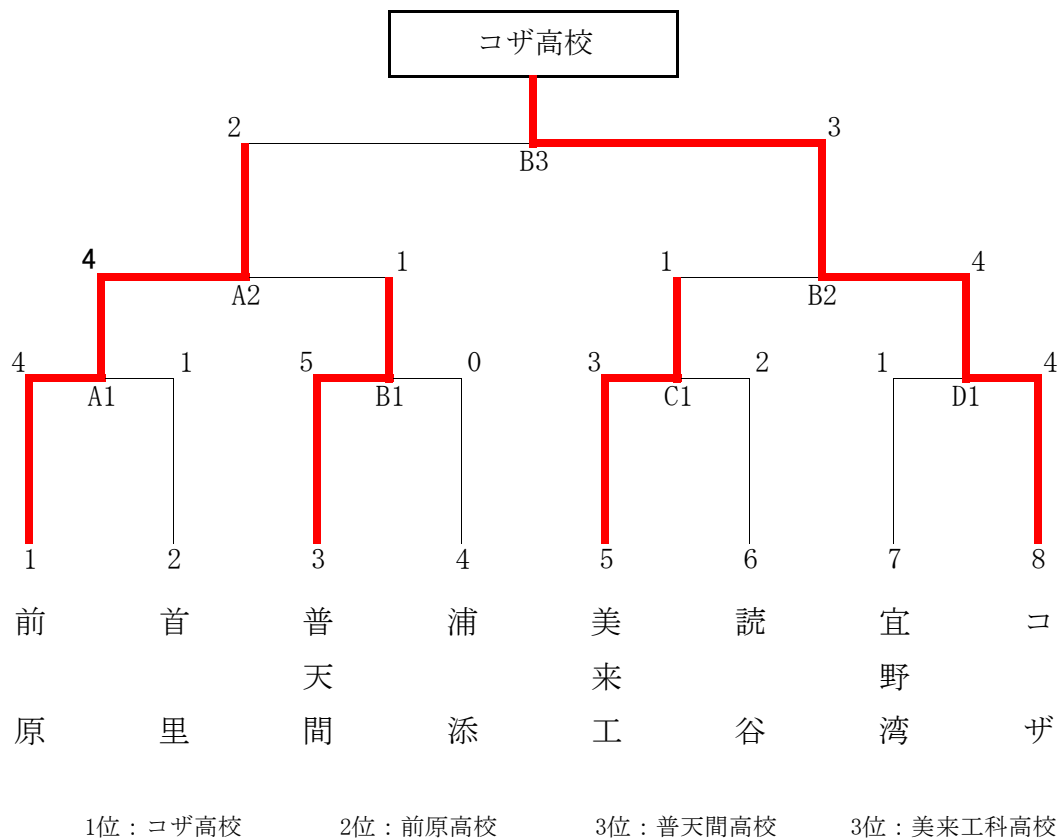 コザ高校
2 3
B3
4 1 1 4
A2 B2
4 1 5 0 3 2 1 4
A1 B1 C1 D1
1 2 3 4 5 6 7 8
前原 首里 普天間 浦添 美来工 読谷 宜野湾 コザ
1位：コザ高校 2位：前原高校 3位：普天間高校 3位：美来工科高校